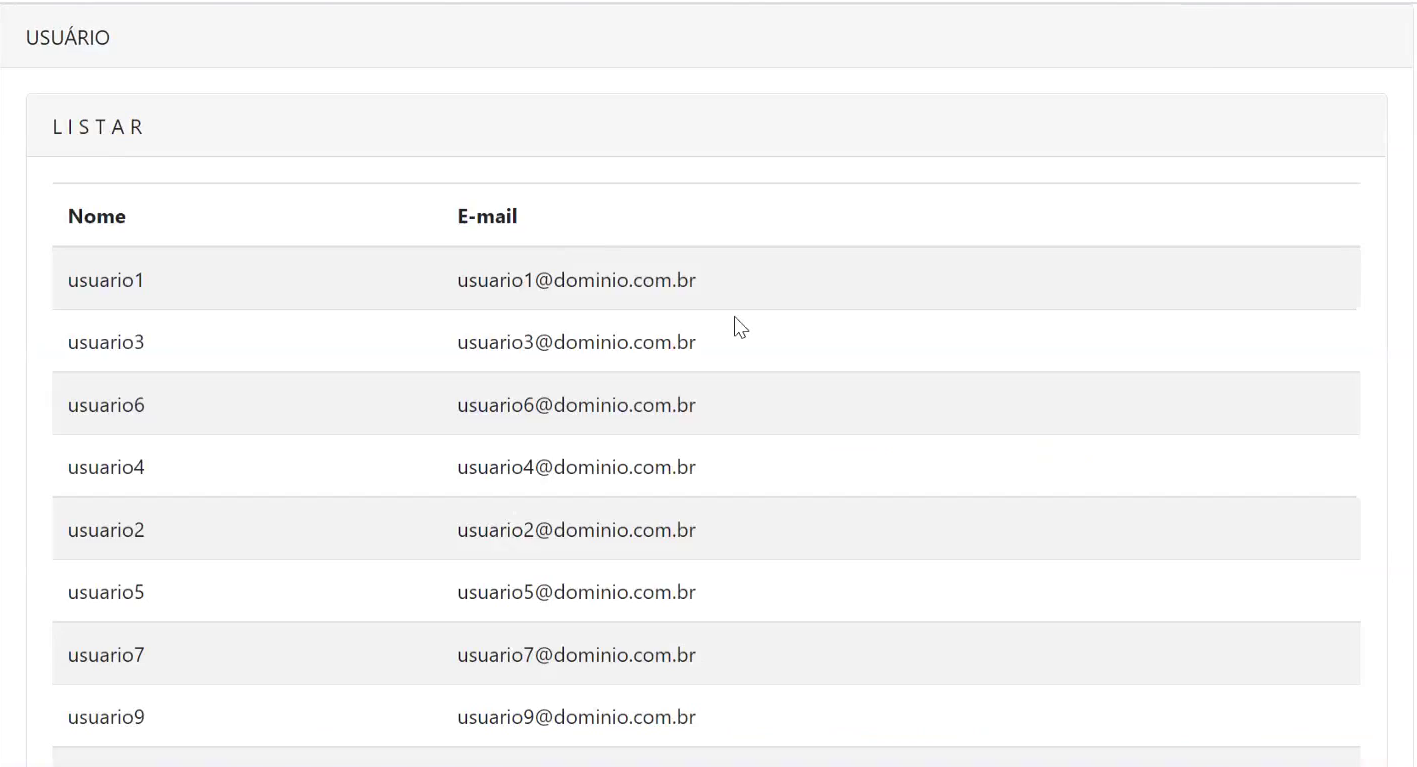 USUÁRIO
L I S T A R
Nome E-mail
usuario1 usuario1@dominio.com.br
usuario3 usuario3@dominio.com.br
usuario6 usuario6@dominio.com.br
usuario4 usuario4@dominio.com.br
usuario2 usuario2@dominio.com.br
usuario5 usuario5@dominio.com.br
usuario7 usuario7@dominio.com.br
usuario9 usuario9@dominio.com.br